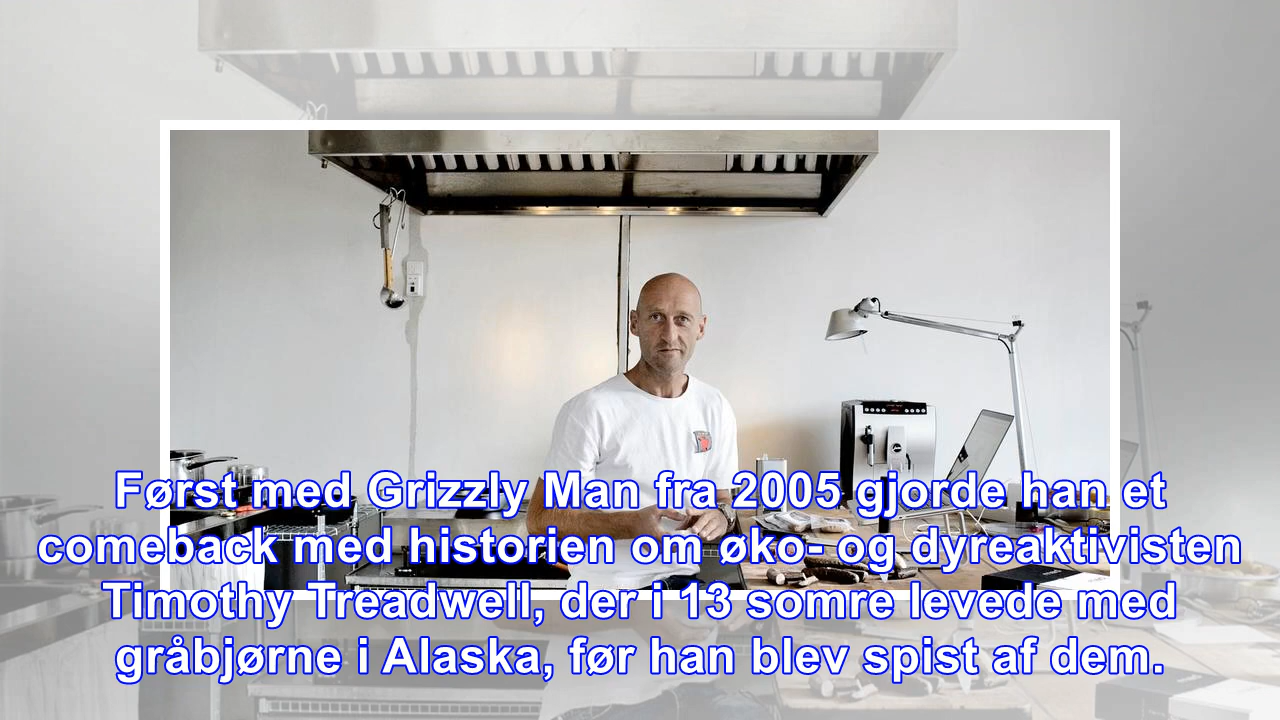 Først med Grizzly Man fra 2005 gjorde han et
comeback med historien om øko- og dyreaktivisten
Timothy Treadwell, der i 13 somre levede med
gråbjørne i Alaska, før han blev spist af dem.